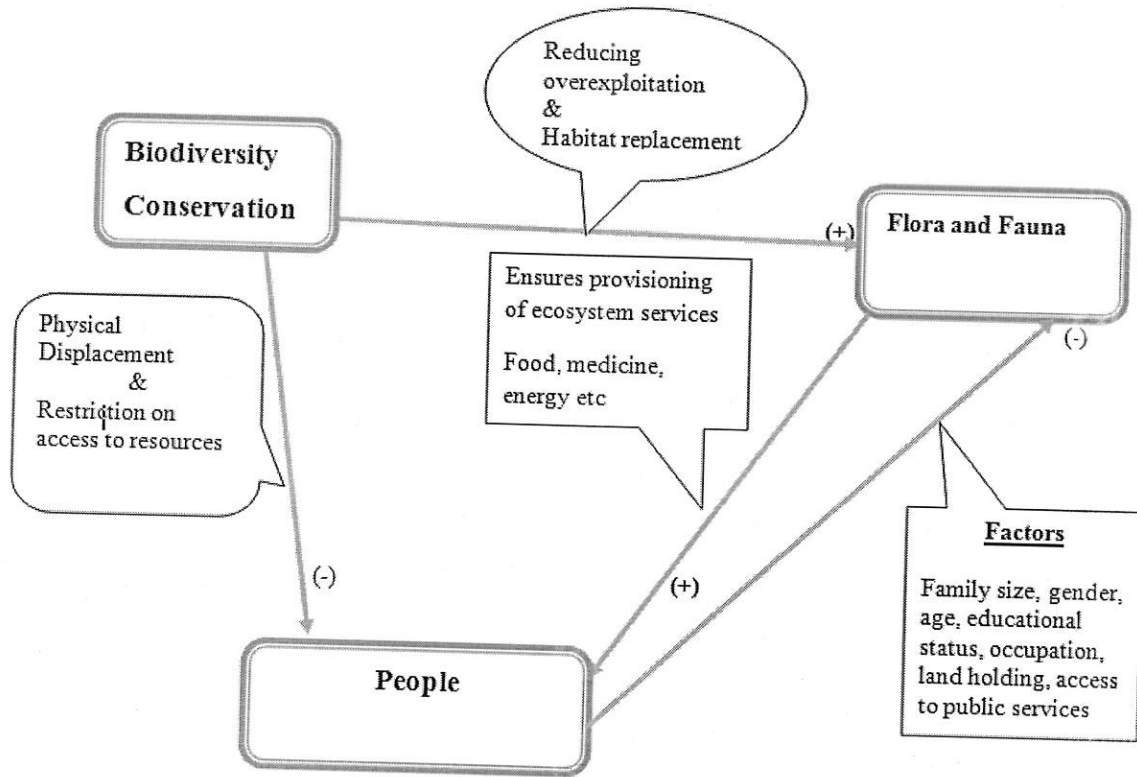 Reducing
overexploitation
&
Habitat replacement
Biodiversity
Conservation
(+)
Flora and Fauna
Ensures provisioning
of ecosystem services
Food, medicine,
energy etc
Physical
Displacement
&
Restriction on
access to resources
(-)
(-)
(+)
Factors
Family size, gender,
age, educational
status, occupation,
land holding, access
to public services
People